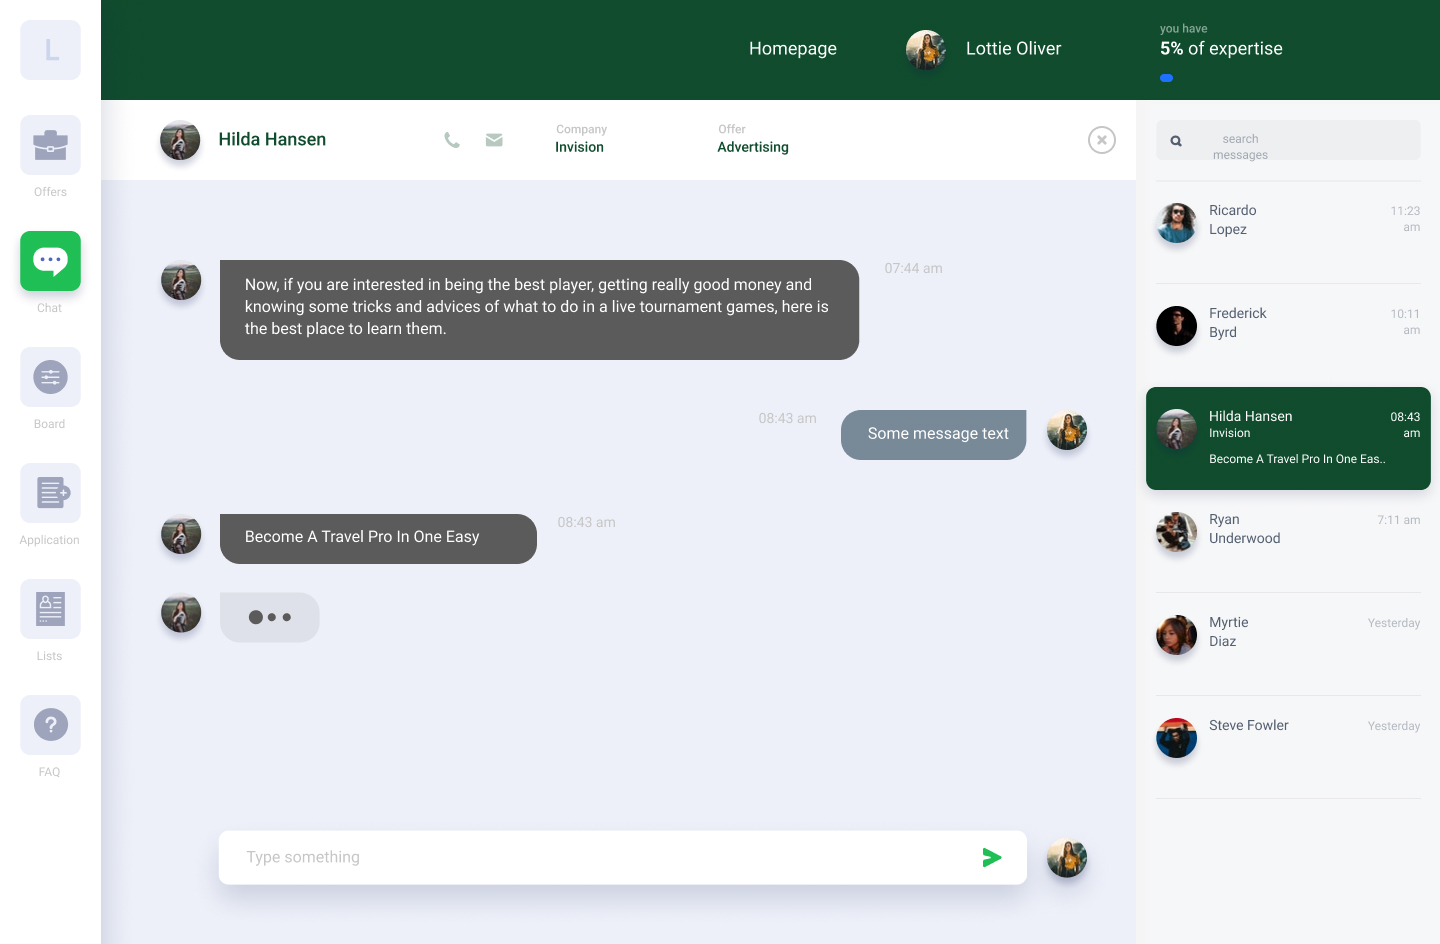 L
Offers
Chat
Board
Application
Lists
FAQ
Homepage
Lottie Oliver
you have
5% of expertise
Hilda Hansen
Company
Invision
Offer
Advertising
Now, if you are interested in being the best player, getting really good money and
knowing some tricks and advices of what to do in a live tournament games, here is
the best place to learn them.
07:44 am
08:43 am
Some message text
Become A Travel Pro In One Easy
08:43 am
Type something
search
messages
Ricardo
Lopez
11:23
am
Frederick
Byrd
10:11
am
Hilda Hansen
Invision
08:43
am
Become A Travel Pro In One Eas..
Ryan
Underwood
7:11 am
Myrtie
Diaz
Yesterday
Steve Fowler
Yesterday